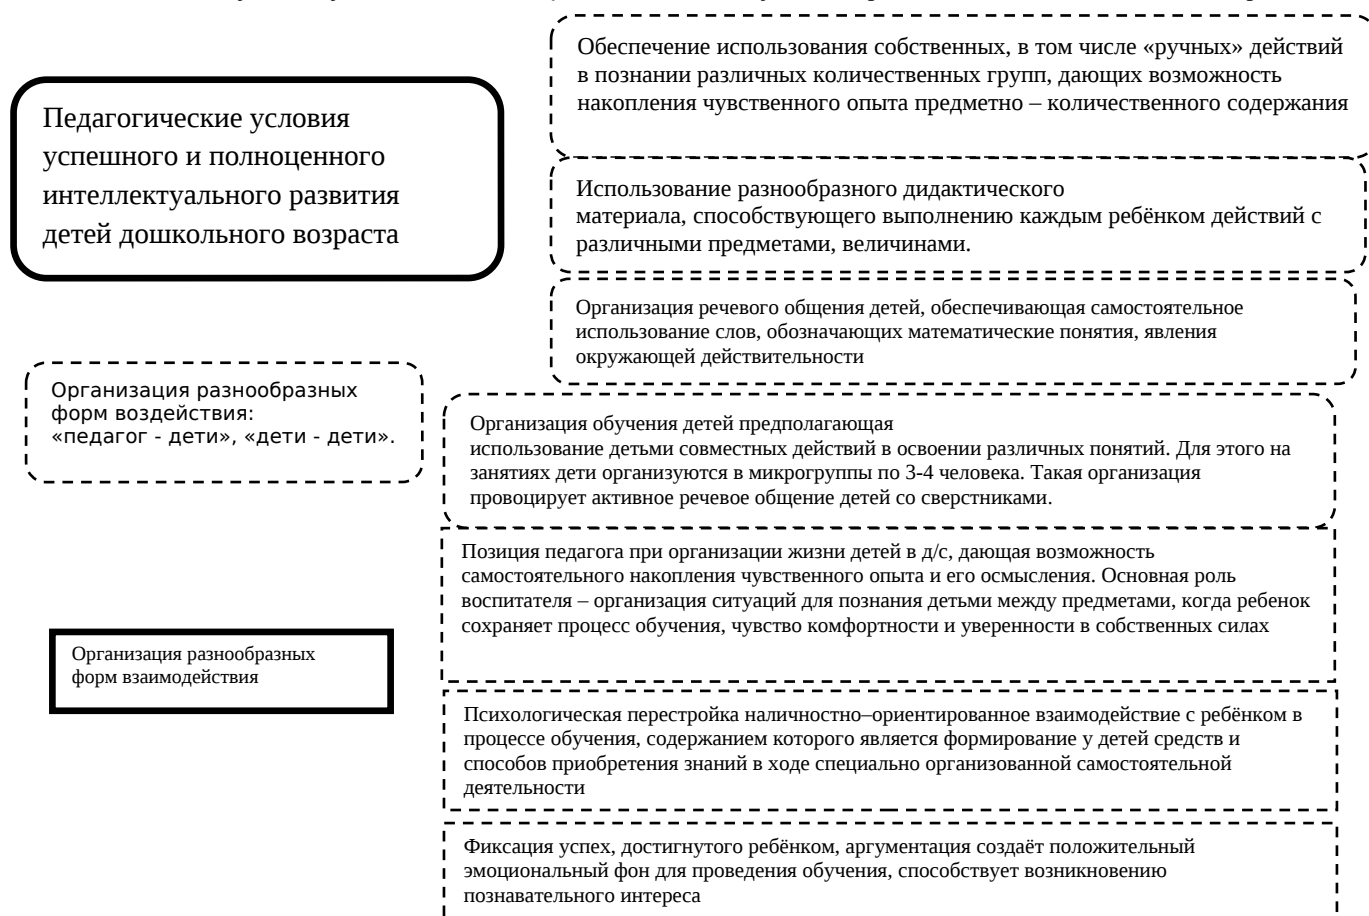 Обеспечение использования собственных, в том числе «ручных» действий
в познании различных количественных групп, дающих возможность
накопления чувственного опыта предметно – количественного содержания
Педагогические условия
успешного и полноценного
интеллектуального развития
детей дошкольного возраста
Использование разнообразного дидактического
материала, способствующего выполнению каждым ребёнком действий с
различными предметами, величинами.
Организация речевого общения детей, обеспечивающая самостоятельное
использование слов, обозначающих математические понятия, явления
окружающей действительности
Организация разнообразных
форм воздействия:
«педагог - дети», «дети - дети».
Организация обучения детей предполагающая
использование детьми совместных действий в освоении различных понятий. Для этого на
занятиях дети организуются в микрогруппы по 3-4 человека. Такая организация
провоцирует активное речевое общение детей со сверстниками.
Позиция педагога при организации жизни детей в д/с, дающая возможность
самостоятельного накопления чувственного опыта и его осмысления. Основная роль
воспитателя – организация ситуаций для познания детьми между предметами, когда ребенок
сохраняет процесс обучения, чувство комфортности и уверенности в собственных силах
Организация разнообразных
форм взаимодействия
Психологическая перестройка наличностно–ориентированное взаимодействие с ребёнком в
процессе обучения, содержанием которого является формирование у детей средств и
способов приобретения знаний в ходе специально организованной самостоятельной
деятельности
Фиксация успех, достигнутого ребёнком, аргументация создаёт положительный
эмоциональный фон для проведения обучения, способствует возникновению
познавательного интереса